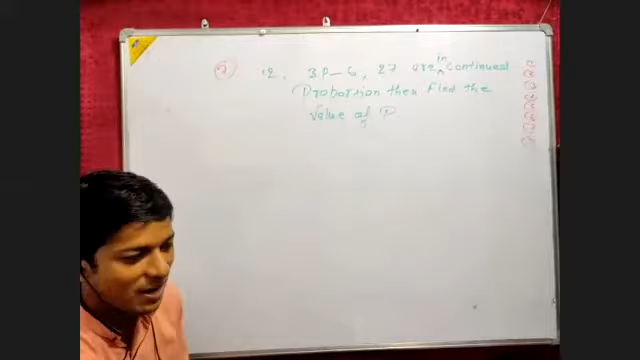 12, 3P-6, 27 are in continued
Proportion then Find the
Value of P